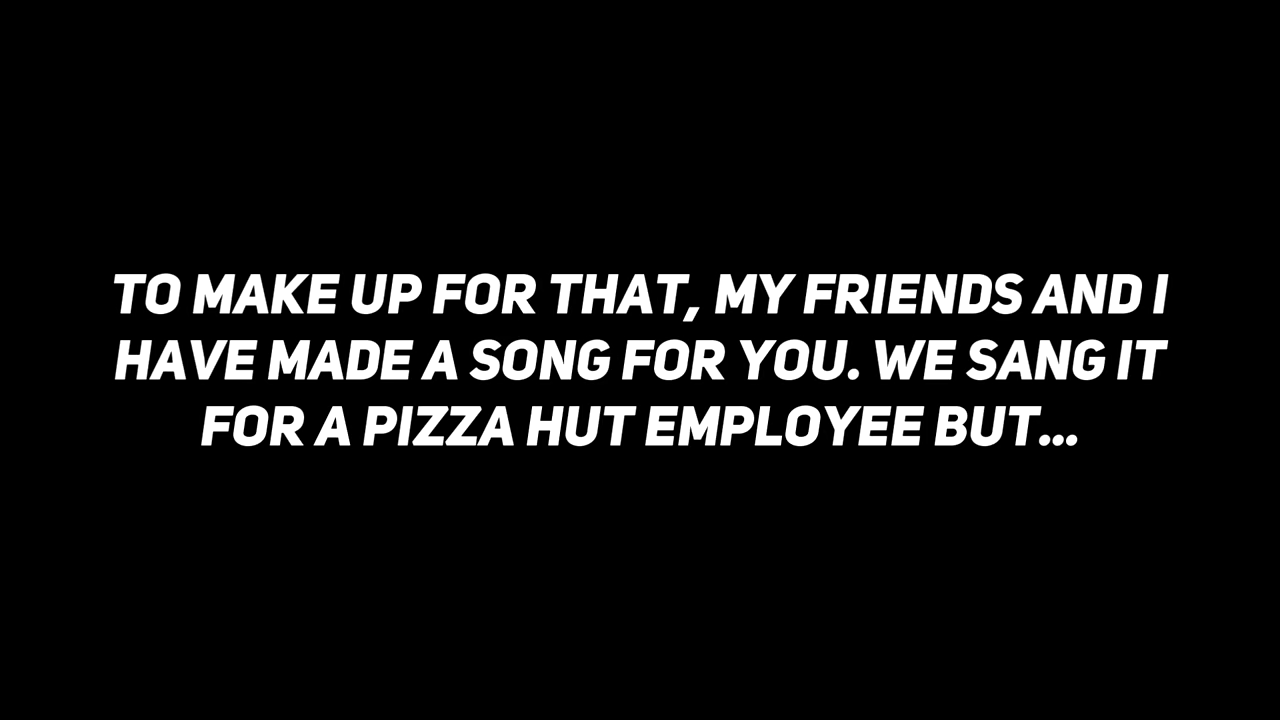 TO MAKE UP FOR THAT, MY FRIENDS AND I
HAVE MADE A SONG FOR YOU. WE SANG IT
FOR A PIZZA HUT EMPLOYEE BUT...